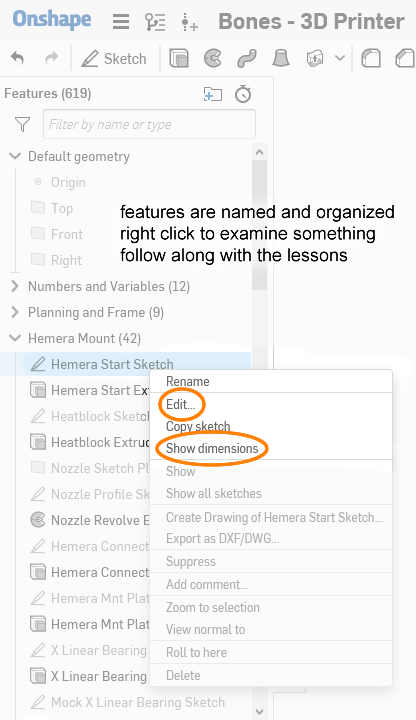 Onshape
Bones - 3D Printer
Sketch
Features (619)
Filter by name or type
Default geometry
Origin
Top
Front
Right
features are named and organized
right click to examine something
follow along with the lessons
Numbers and Variables (12)
Planning and Frame (9)
Hemera Mount (42)
Hemera Start Sketch
Hemera Start Ext
Heatblock Sketc
Heatblock Extrud
Nozzle Sketch Pl
Nozzle Profile Sk
Nozzle Revolve E
Hemera Connect
Hemera Connect
Hemera Mnt Plat
Hemera Mnt Plat
X Linear Bearing
X Linear Bearing
Mock X Linear Bearing Sketch
Rename
Edit...
Copy sketch
Show dimensions
Show
Show all sketches
Create Drawing of Hemera Start Sketch...
Export as DXF/DWG...
Suppress
Add comment...
Zoom to selection
View normal to
Roll to here
Delete